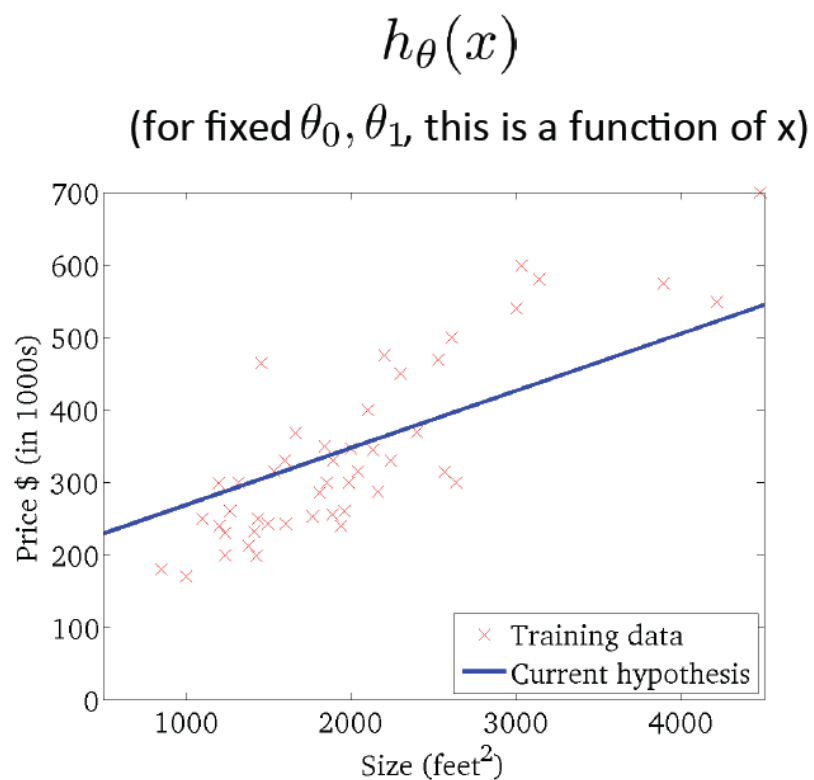 hθ(x)
(for fixed θ0, θ1, this is a function of x)
700
600
500
400
300
200
100
0
Price $ (in 1000s)
Training data
Current hypothesis
1000 2000 3000 4000
Size (feet²)